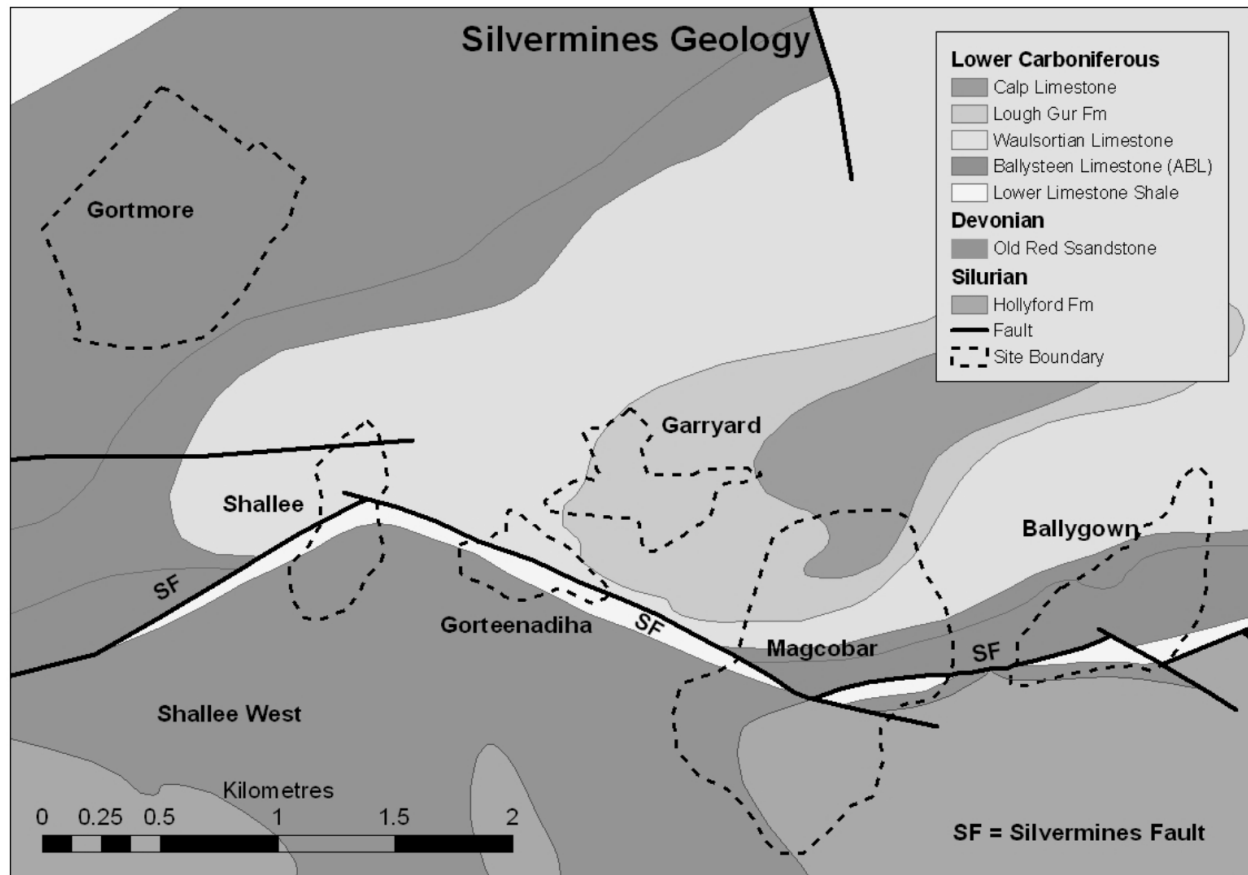 Silvermines Geology
Lower Carboniferous
Calp Limestone
Lough Gur Fm
Waulsortian Limestone
Ballysteen Limestone (ABL)
Lower Limestone Shale
Devonian
Old Red Ssandstone
Silurian
Hollyford Fm
Fault
Site Boundary
Gortmore
Garryard
Shallee
Ballygown
SF
Gorteenadiha
SF
Magcobar
SF
Shallee West
Kilometres
0 0.25 0.5 1 1.5 2
SF = Silvermines Fault